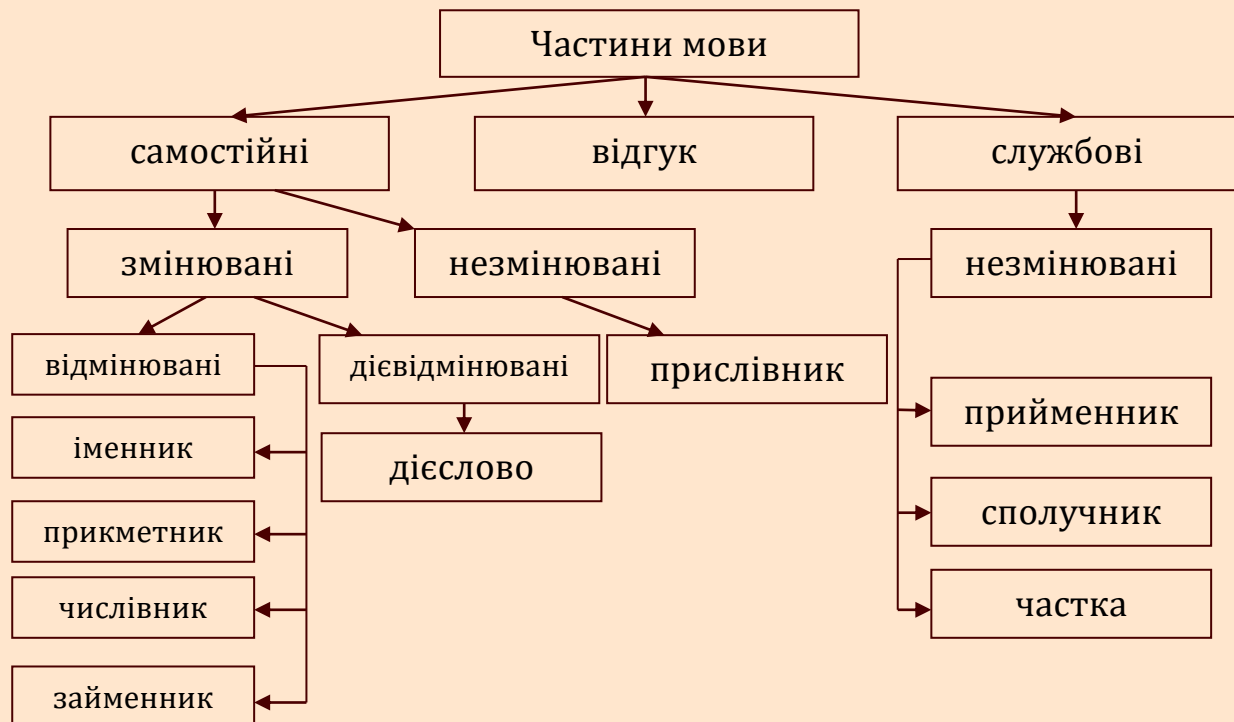 Частини мови
самостійні
відгук
службові
змінювані
незмінювані
незмінювані
відмінювані
дієвідмінювані
прислівник
прийменник
іменник
дієслово
сполучник
прикметник
числівник
частка
займенник